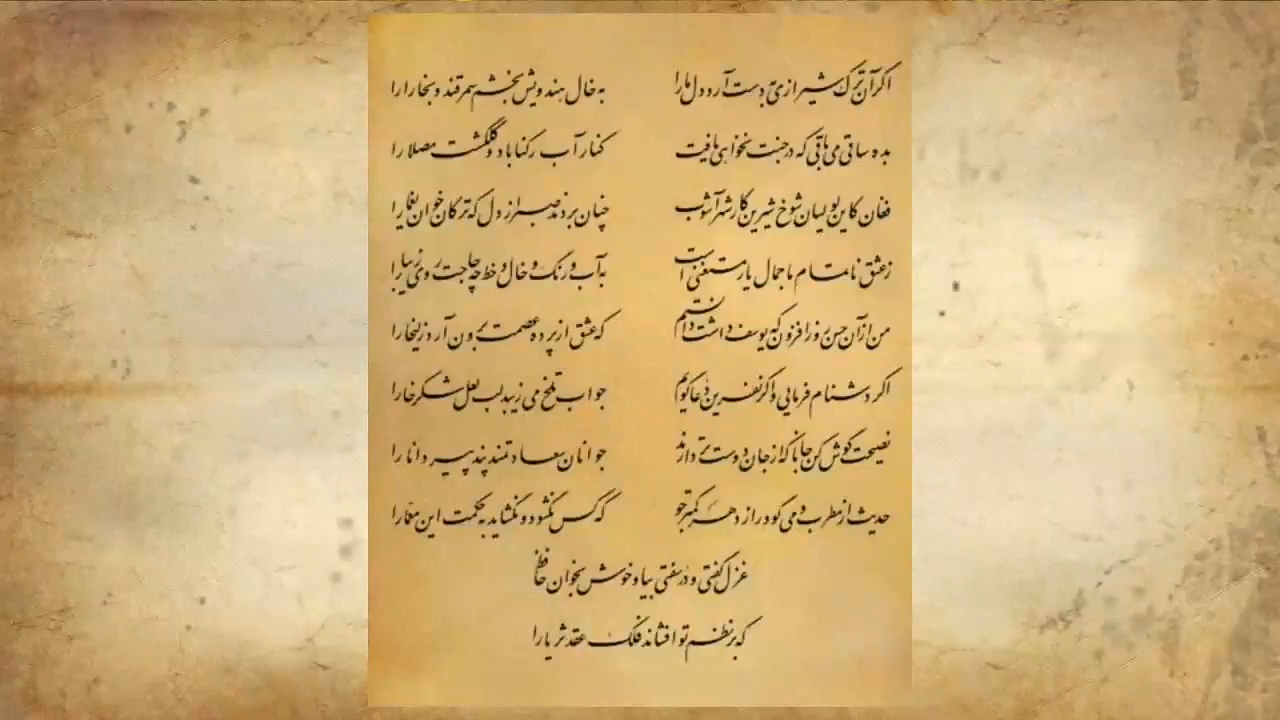 اگر آن ترک شیرازی بدست آرد دل ما را به خال هندویش بخشم سمرقند و بخارا را
بده ساقی می باقی که در جنت نخواهی یافت کنار آب رکناباد و گلگشت مصلا را
فغان کاین لولیان شوخ شیرین کار شهر آشوب چنان بردند صبر از دل که ترکان خوان یغما را
ز عشق ناتمام ما جمال یار مستغنی است به آب و رنگ و خال و خط چه حاجت روی زیبا را
من از آن حسن روز افزون که یوسف داشت دانستم که عشق از پرده عصمت برون آرد زلیخا را
اگر دشنام فرمایی و گر نفرین دعا گویم جواب تلخ می زیبد لب لعل شکر خا را
نصیحت گوش کن جانا که از جان دوست تر دارند جوانان سعادتمند پند پیر دانا را
حدیث از مطرب و می گو و راز دهر کمتر جو که کس نگشود و نگشاید به حکمت این معما را
غزل گفتی و در سفتی بیا و خوش بخوان حافظ
که بر نظم تو افشاند فلک عقد ثریا را